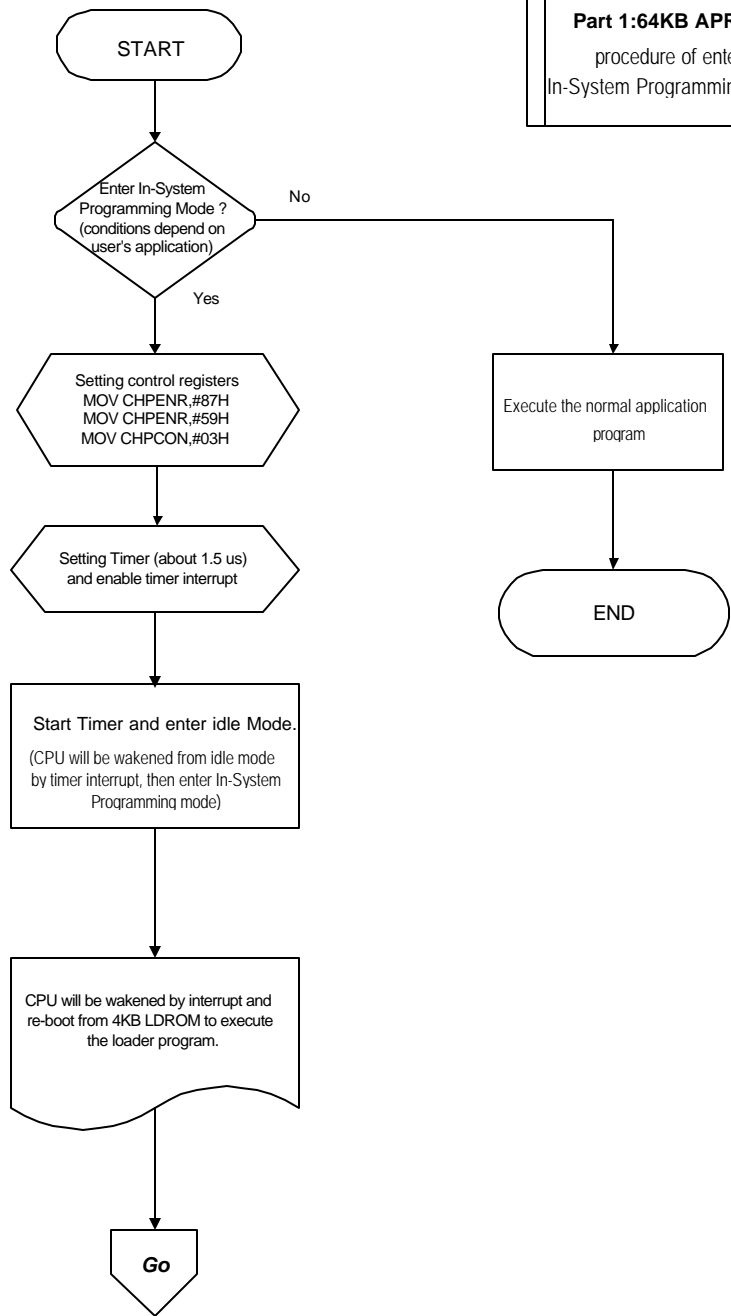 Part 1:64KB
procedure of
In-System
START
Enter In-System
Programming Mode ?
(conditions depend on
user's application)
No
Yes
Setting control registers
MOV CHPENR,#87H
MOV CHPENR,#59H
MOV CHPCON,#03H
Execute the normal application
program
Setting Timer (about 1.5 us)
and enable timer interrupt
END
Start Timer and enter idle Mode.
(CPU will be wakened from idle mode
by timer interrupt, then enter In-System
Programming mode)
CPU will be wakened by interrupt and
re-boot from 4KB LDROM to execute
the loader program.
Go